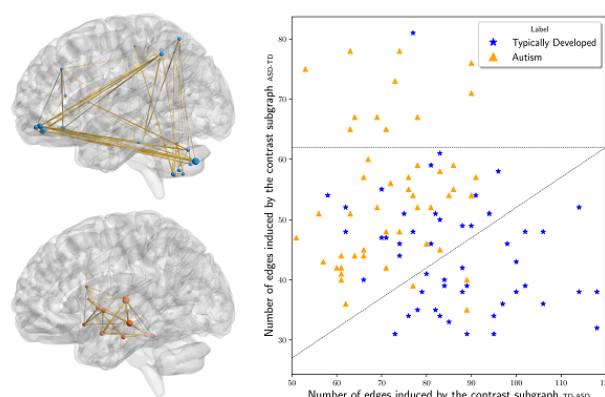 Label
Typically Developed
Autism
Number of edges induced by the contrast subgraph ASD-TD
80
70
60
50
40
30
50
60
70
80
90
100
110
Number of edges induced by the contrast subgraph TD-ASD